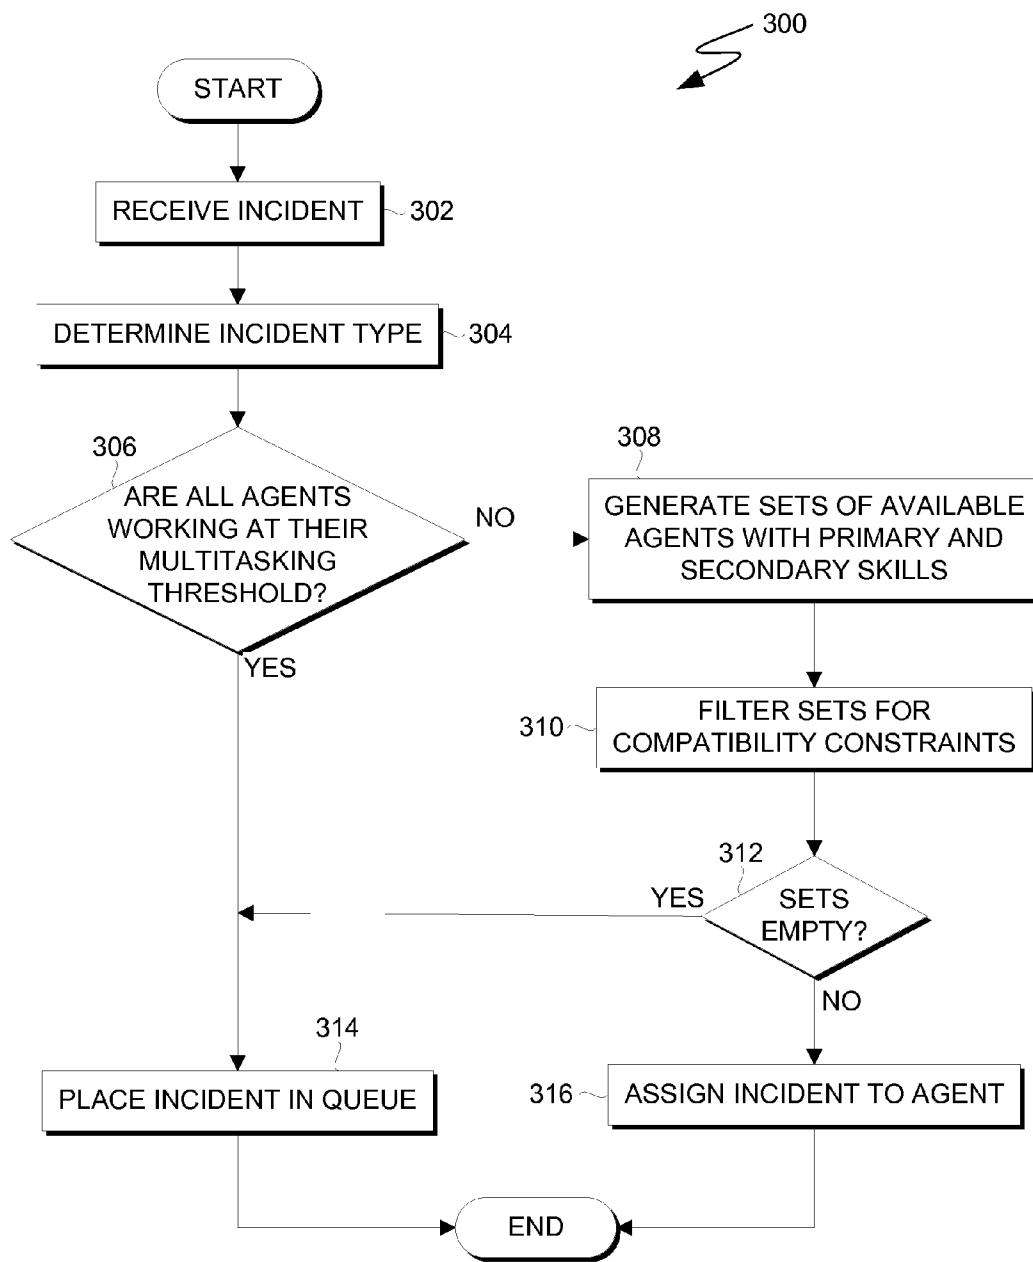 300
START
RECEIVE INCIDENT
302
DETERMINE INCIDENT TYPE
304
306
ARE ALL AGENTS
WORKING AT THEIR
MULTITASKING
THRESHOLD?
NO
YES
308
GENERATE SETS OF AVAILABLE
AGENTS WITH PRIMARY AND
SECONDARY SKILLS
310
FILTER SETS FOR
COMPATIBILITY CONSTRAINTS
312
YES
SETS
EMPTY?
NO
314
PLACE INCIDENT IN QUEUE
316
ASSIGN INCIDENT TO AGENT
END